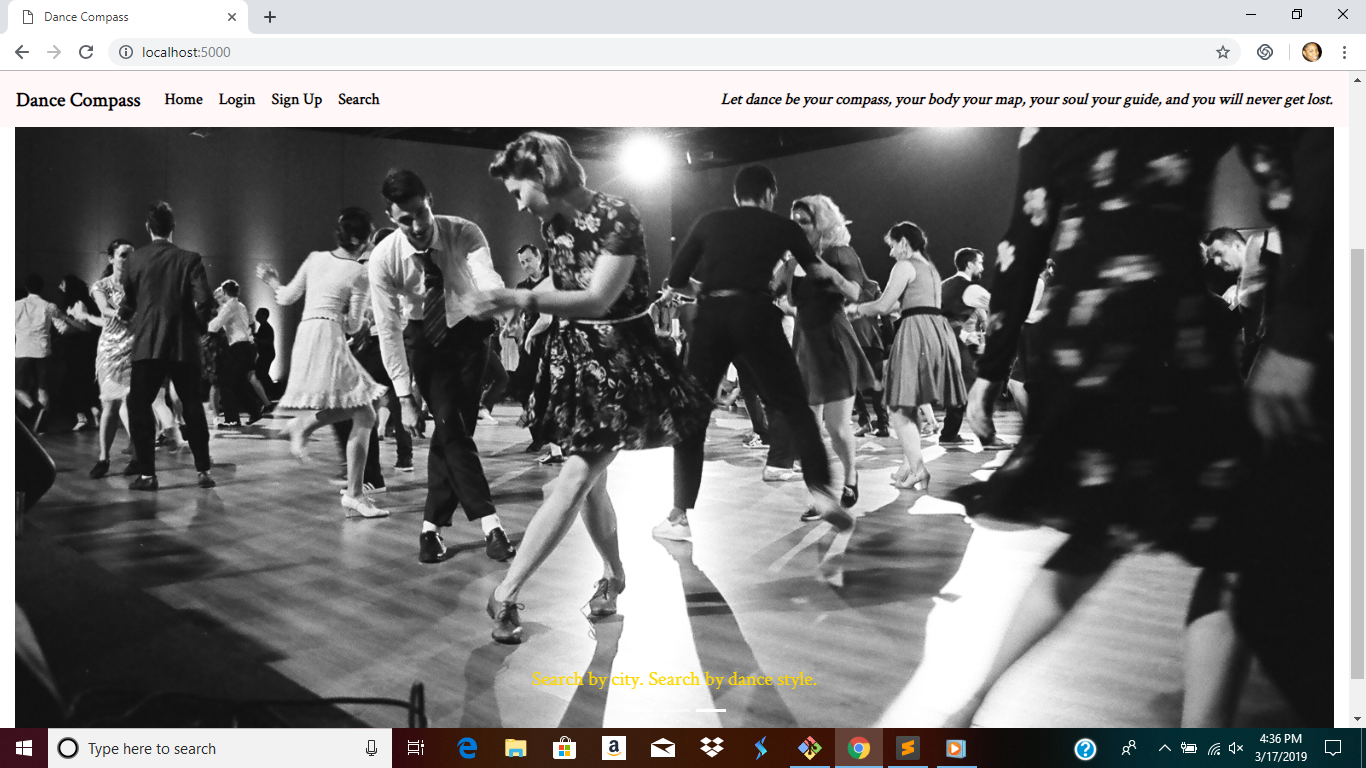 Dance Compass
localhost:5000
Dance Compass Home Login Sign Up Search Let dance be your compass, your body your map, your soul your guide, and you will never get lost.
Search by city. Search by dance style.
Type here to search
4:36 PM
3/17/2019